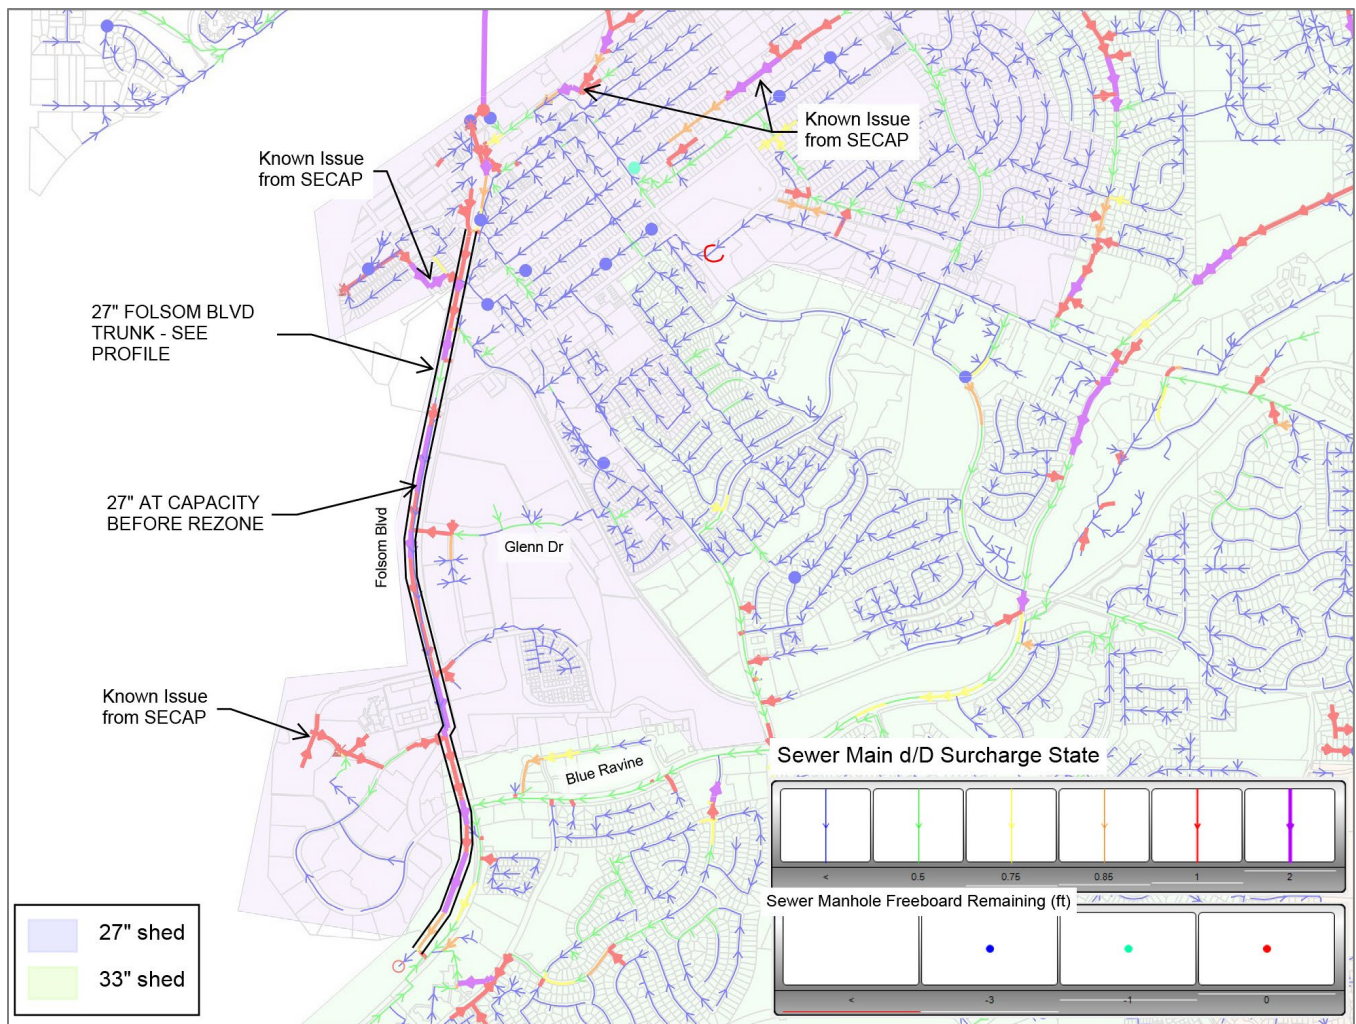 Known Issue
from SECAP
Known Issue
from SECAP
27" FOLSOM BLVD
TRUNK - SEE
PROFILE
27" AT CAPACITY
BEFORE REZONE
Folsom Blvd
Glenn Dr
Known Issue
from SECAP
Blue Ravine
Sewer Main d/D Surcharge State
< 0.5 0.75 0.85 1 2
Sewer Manhole Freeboard Remaining (ft)
< -3 -1 0
27" shed
33" shed